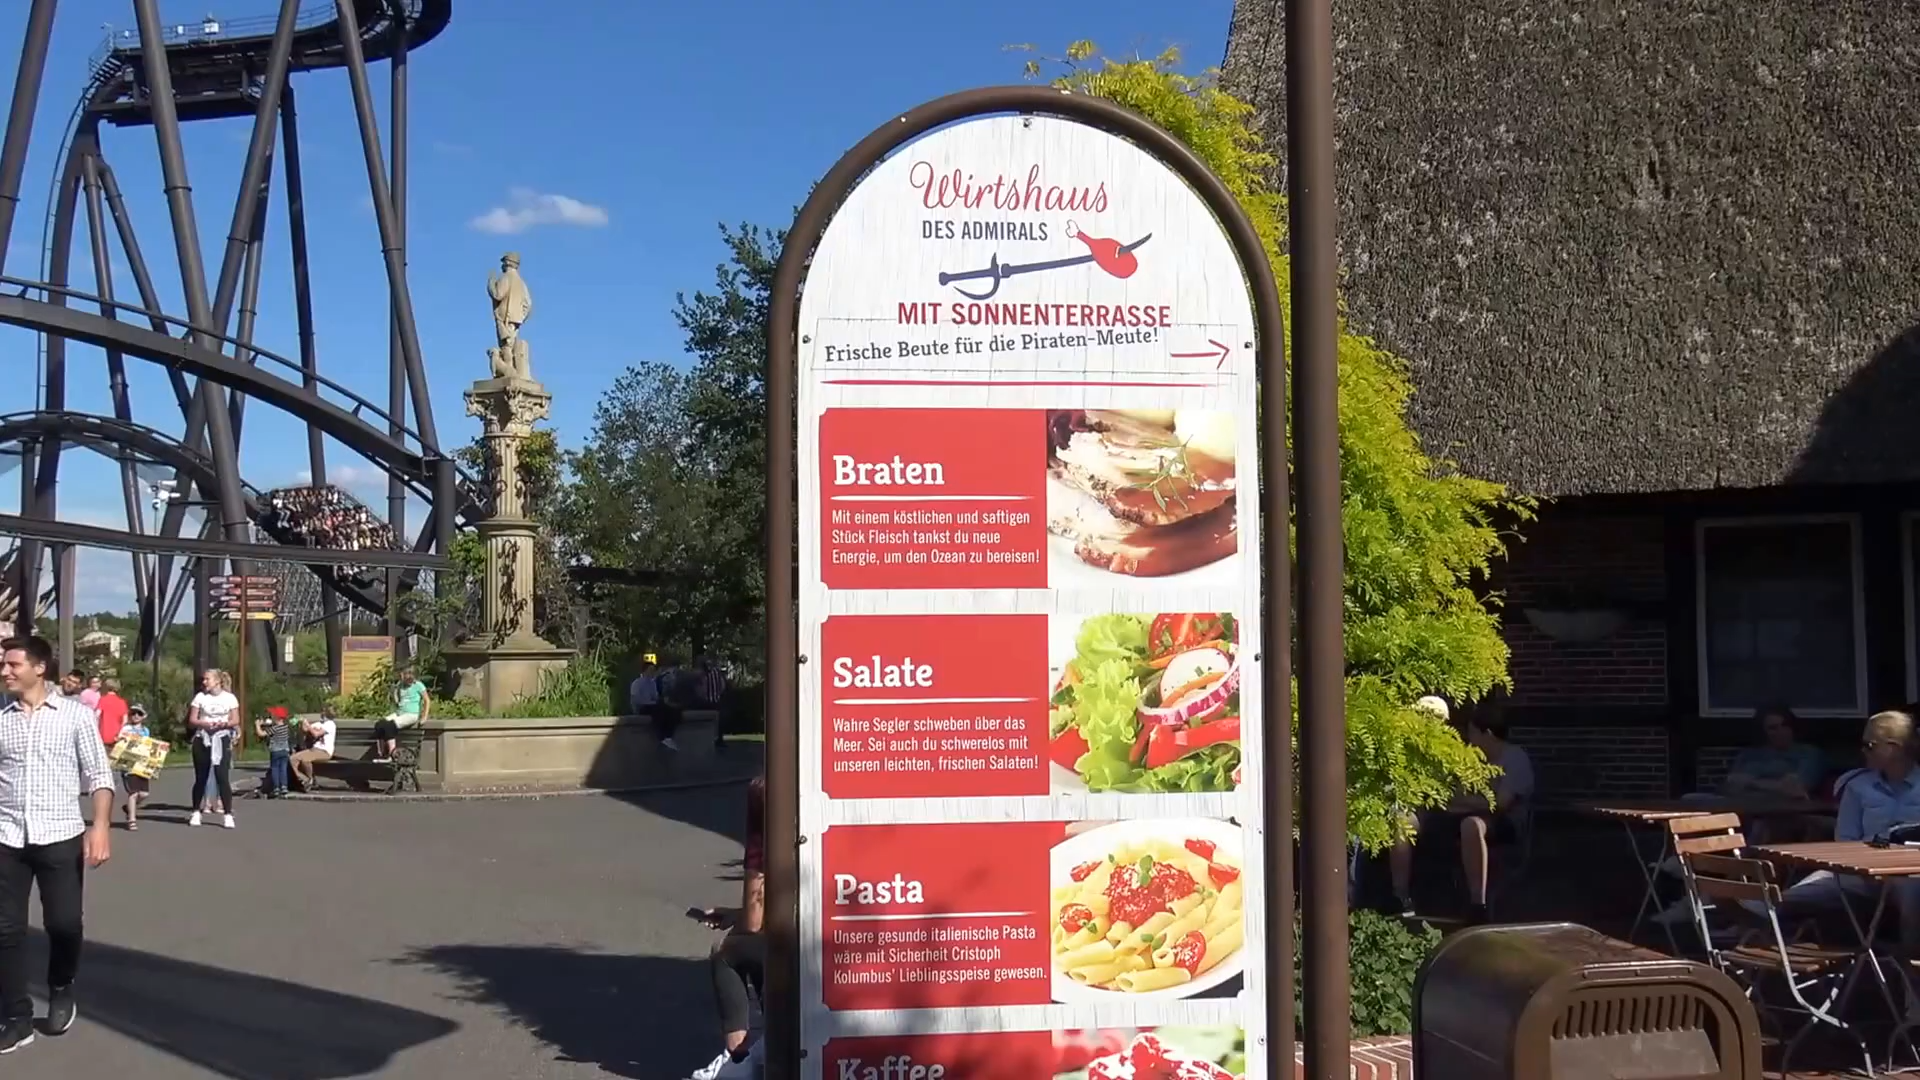 Wirtshaus
DES ADMIRALS
MIT SONNENTERRASSE
Frische Beute für die Piraten-Meute!
Braten
Mit einem köstlichen und saftigen
Stück Fleisch tankst du neue
Energie, um den Ozean zu bereisen!
Salate
Wahre Segler schweben über das
Meer. Sei auch du schwerelos mit
unseren leichten, frischen Salaten!
Pasta
Unsere gesunde italienische Pasta
wäre mit Sicherheit Cristoph
Kolumbus' Lieblingsspeise gewesen.
Kaffee